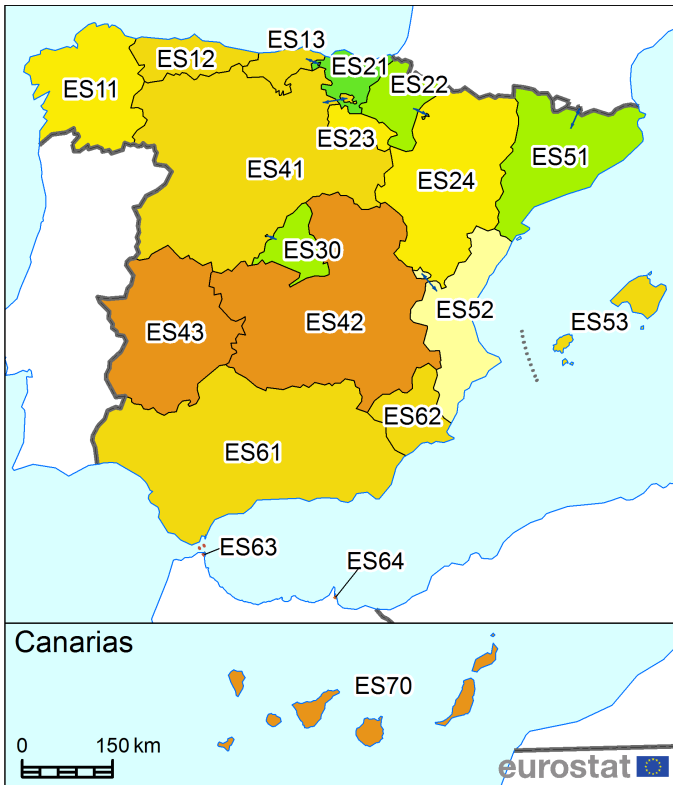 ES13
ES12
ES21
ES11
ES22
ES23
ES51
ES41
ES24
ES30
ES52
ES53
ES43
ES42
ES62
ES61
ES63
ES64
Canarias
ES70
0 150 km
eurostat